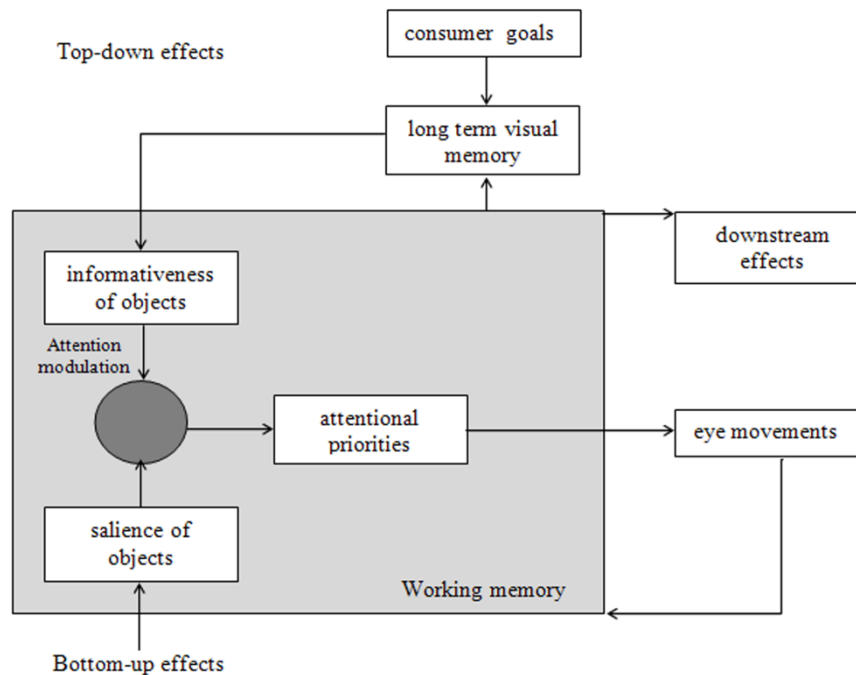 consumer goals
Top-down effects
long term visual
memory
downstream
effects
informativeness
of objects
Attention
modulation
attentional
priorities
eye movements
salience of
objects
Working memory
Bottom-up effects